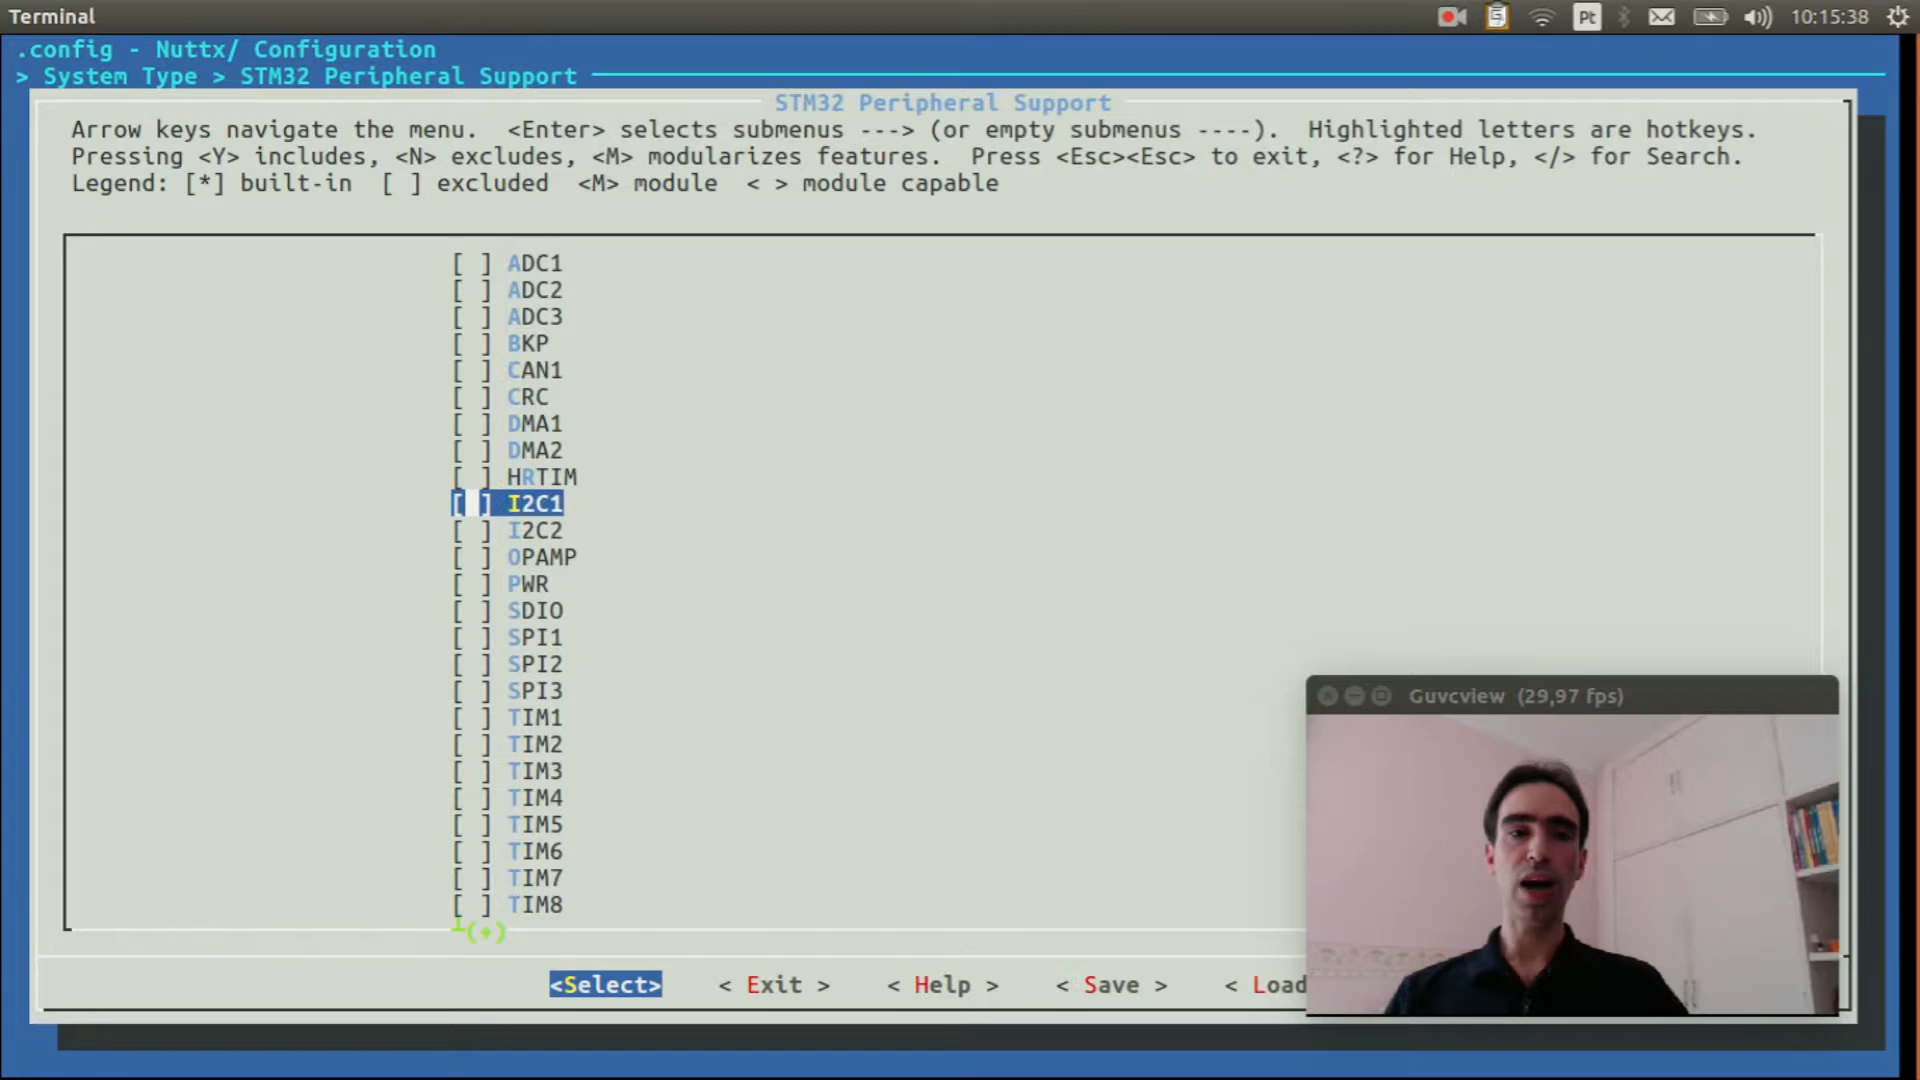 Terminal
Pt
10:15:38
.config - Nuttx/ Configuration
> System Type > STM32 Peripheral Support
STM32 Peripheral Support
Arrow keys navigate the menu.  <Enter> selects submenus ---> (or empty submenus ----).  Highlighted letters are hotkeys.
Pressing <Y> includes, <N> excludes, <M> modularizes features.  Press <Esc><Esc> to exit, <?> for Help, </> for Search.
Legend: [*] built-in  [ ] excluded  <M> module  < > module capable
[ ] ADC1
[ ] ADC2
[ ] ADC3
[ ] BKP
[ ] CAN1
[ ] CRC
[ ] DMA1
[ ] DMA2
[ ] HRTIM
[ ] I2C1
[ ] I2C2
[ ] OPAMP
[ ] PWR
[ ] SDIO
[ ] SPI1
[ ] SPI2
[ ] SPI3
[ ] TIM1
[ ] TIM2
[ ] TIM3
[ ] TIM4
[ ] TIM5
[ ] TIM6
[ ] TIM7
[ ] TIM8
(+)
Guvcview (29,97 fps)
<Select>    < Exit >    < Help >    < Save >    < Load